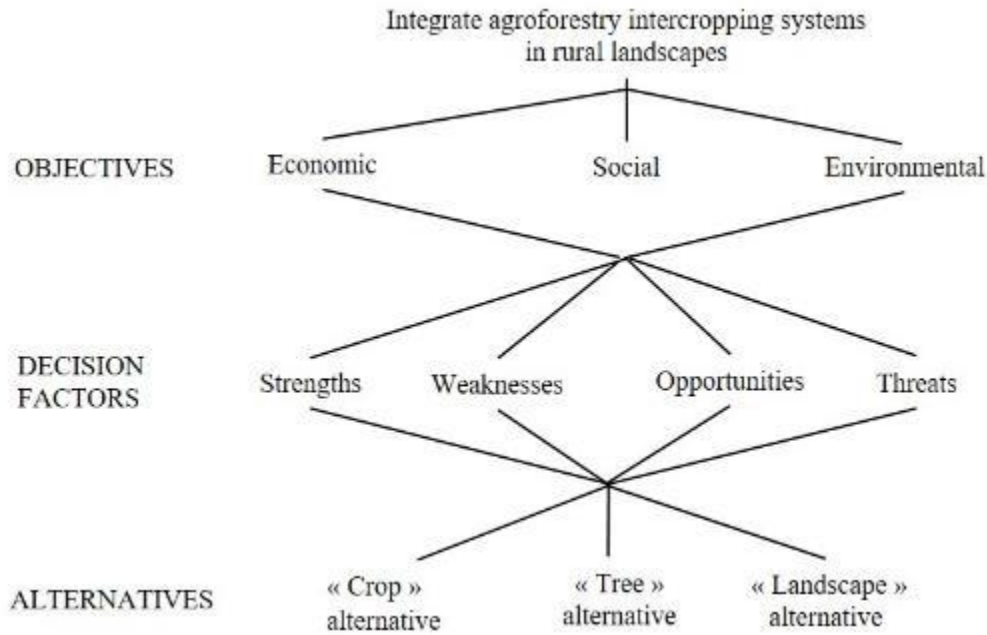 Integrate agroforestry intercropping systems
in rural landscapes
OBJECTIVES
Economic
Social
Environmental
DECISION
FACTORS
Strengths
Weaknesses
Opportunities
Threats
ALTERNATIVES
« Crop »
alternative
« Tree »
alternative
« Landscape »
alternative